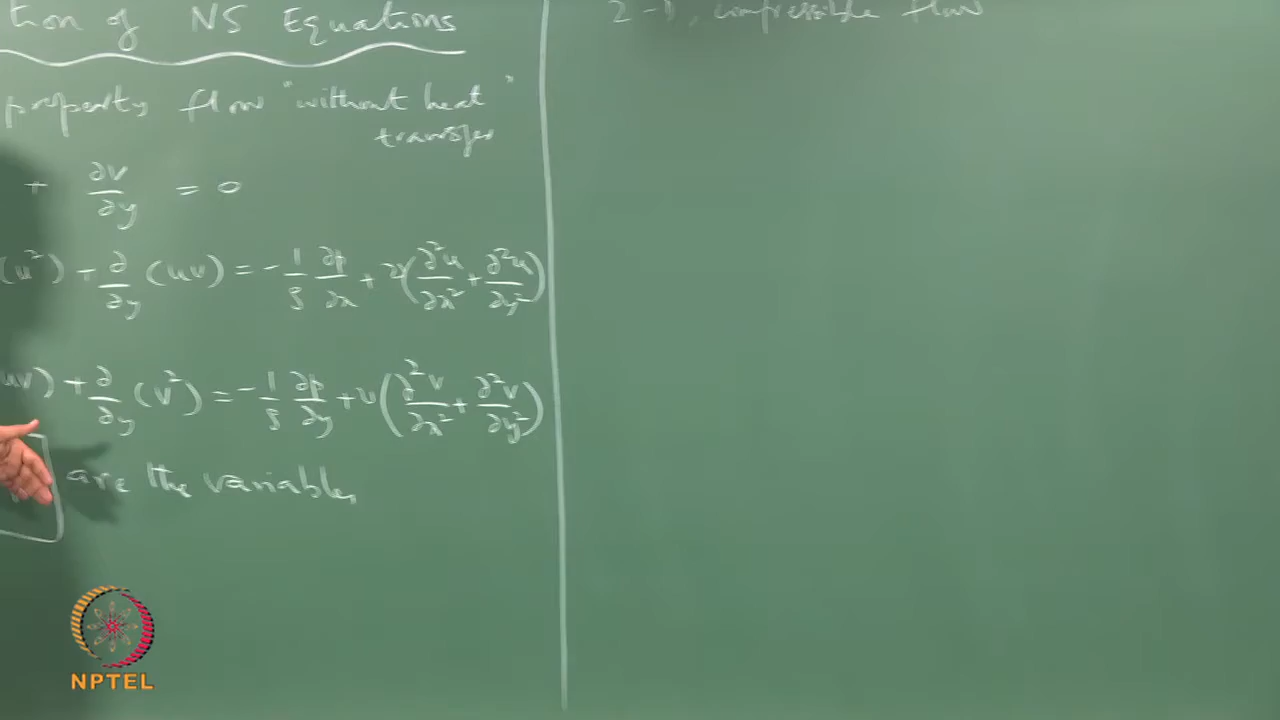 tion of NS Equations
property flow "without heat"
transfer
+ ∂v/∂y = 0
(u²) + ∂/∂y (uv) = -1/ρ ∂p/∂x + ν(∂²u/∂x² + ∂²u/∂y²)
uv) + ∂/∂y (v²) = -1/ρ ∂p/∂y + ν(∂²v/∂x² + ∂²v/∂y²)
are the variables
2-D, compressible flow
NPTEL